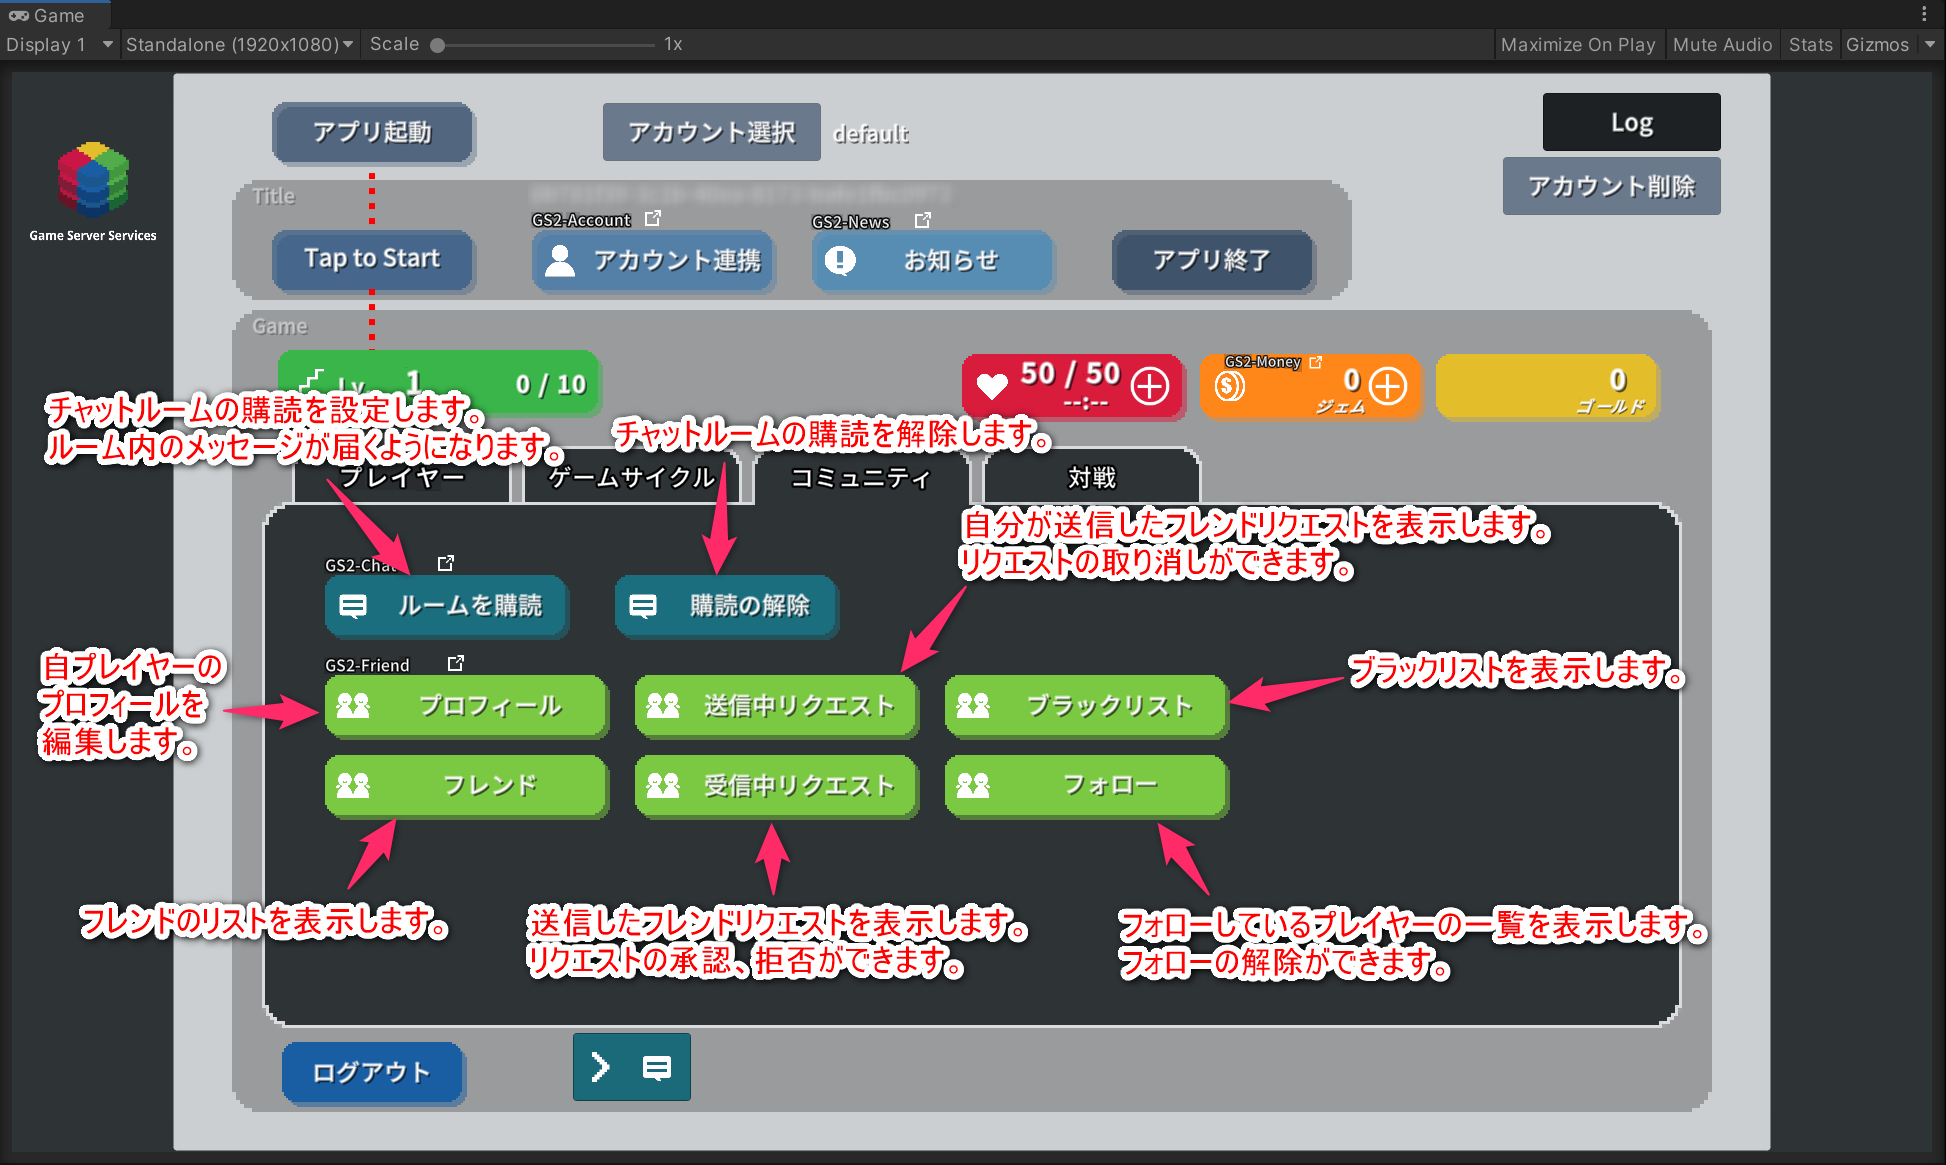 Game
Display 1
Standalone (1920x1080)
Scale
1x
Maximize On Play
Mute Audio
Stats
Gizmos
Game Server Services
アプリ起動
アカウント選択
default
Log
アカウント削除
Title
GS2-Account
GS2-News
Tap to Start
アカウント連携
お知らせ
アプリ終了
Game
Lv
1
0 / 10
50 / 50
--:--
GS2-Money
0
ジェム
0
ゴールド
チャットルームの購読を設定します。
ルーム内のメッセージが届くようになります。
チャットルームの購読を解除します。
プレイヤー
ゲームサイクル
コミュニティ
対戦
自分が送信したフレンドリクエストを表示します。
リクエストの取り消しができます。
GS2-Chat
ルームを購読
購読の解除
自プレイヤーの
プロフィールを
編集します。
GS2-Friend
プロフィール
送信中リクエスト
ブラックリスト
ブラックリストを表示します。
フレンド
受信中リクエスト
フォロー
フレンドのリストを表示します。
送信したフレンドリクエストを表示します。
リクエストの承認、拒否ができます。
フォローしているプレイヤーの一覧を表示します。
フォローの解除ができます。
ログアウト